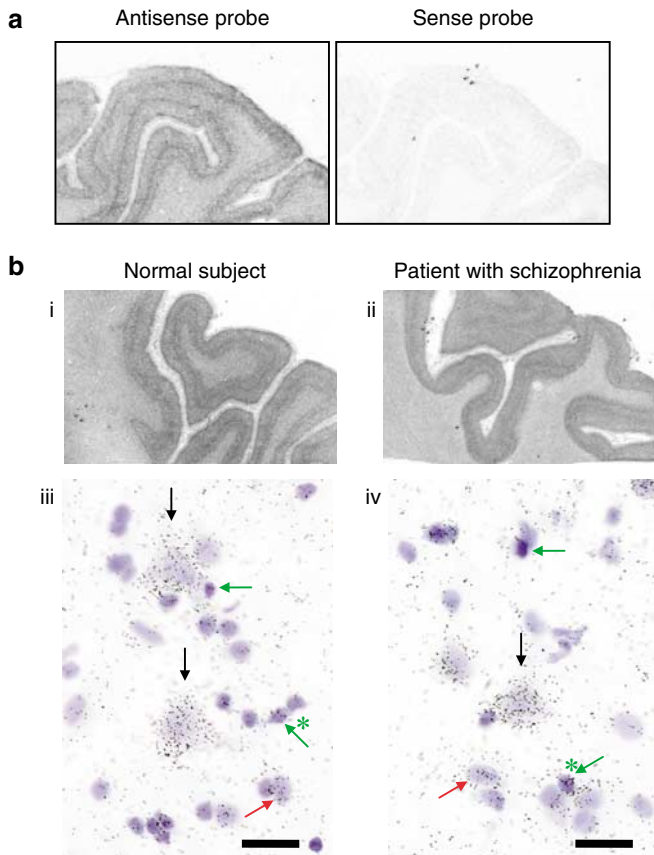 a
Antisense probe Sense probe
b
Normal subject Patient with schizophrenia
i ii
iii iv
*
*